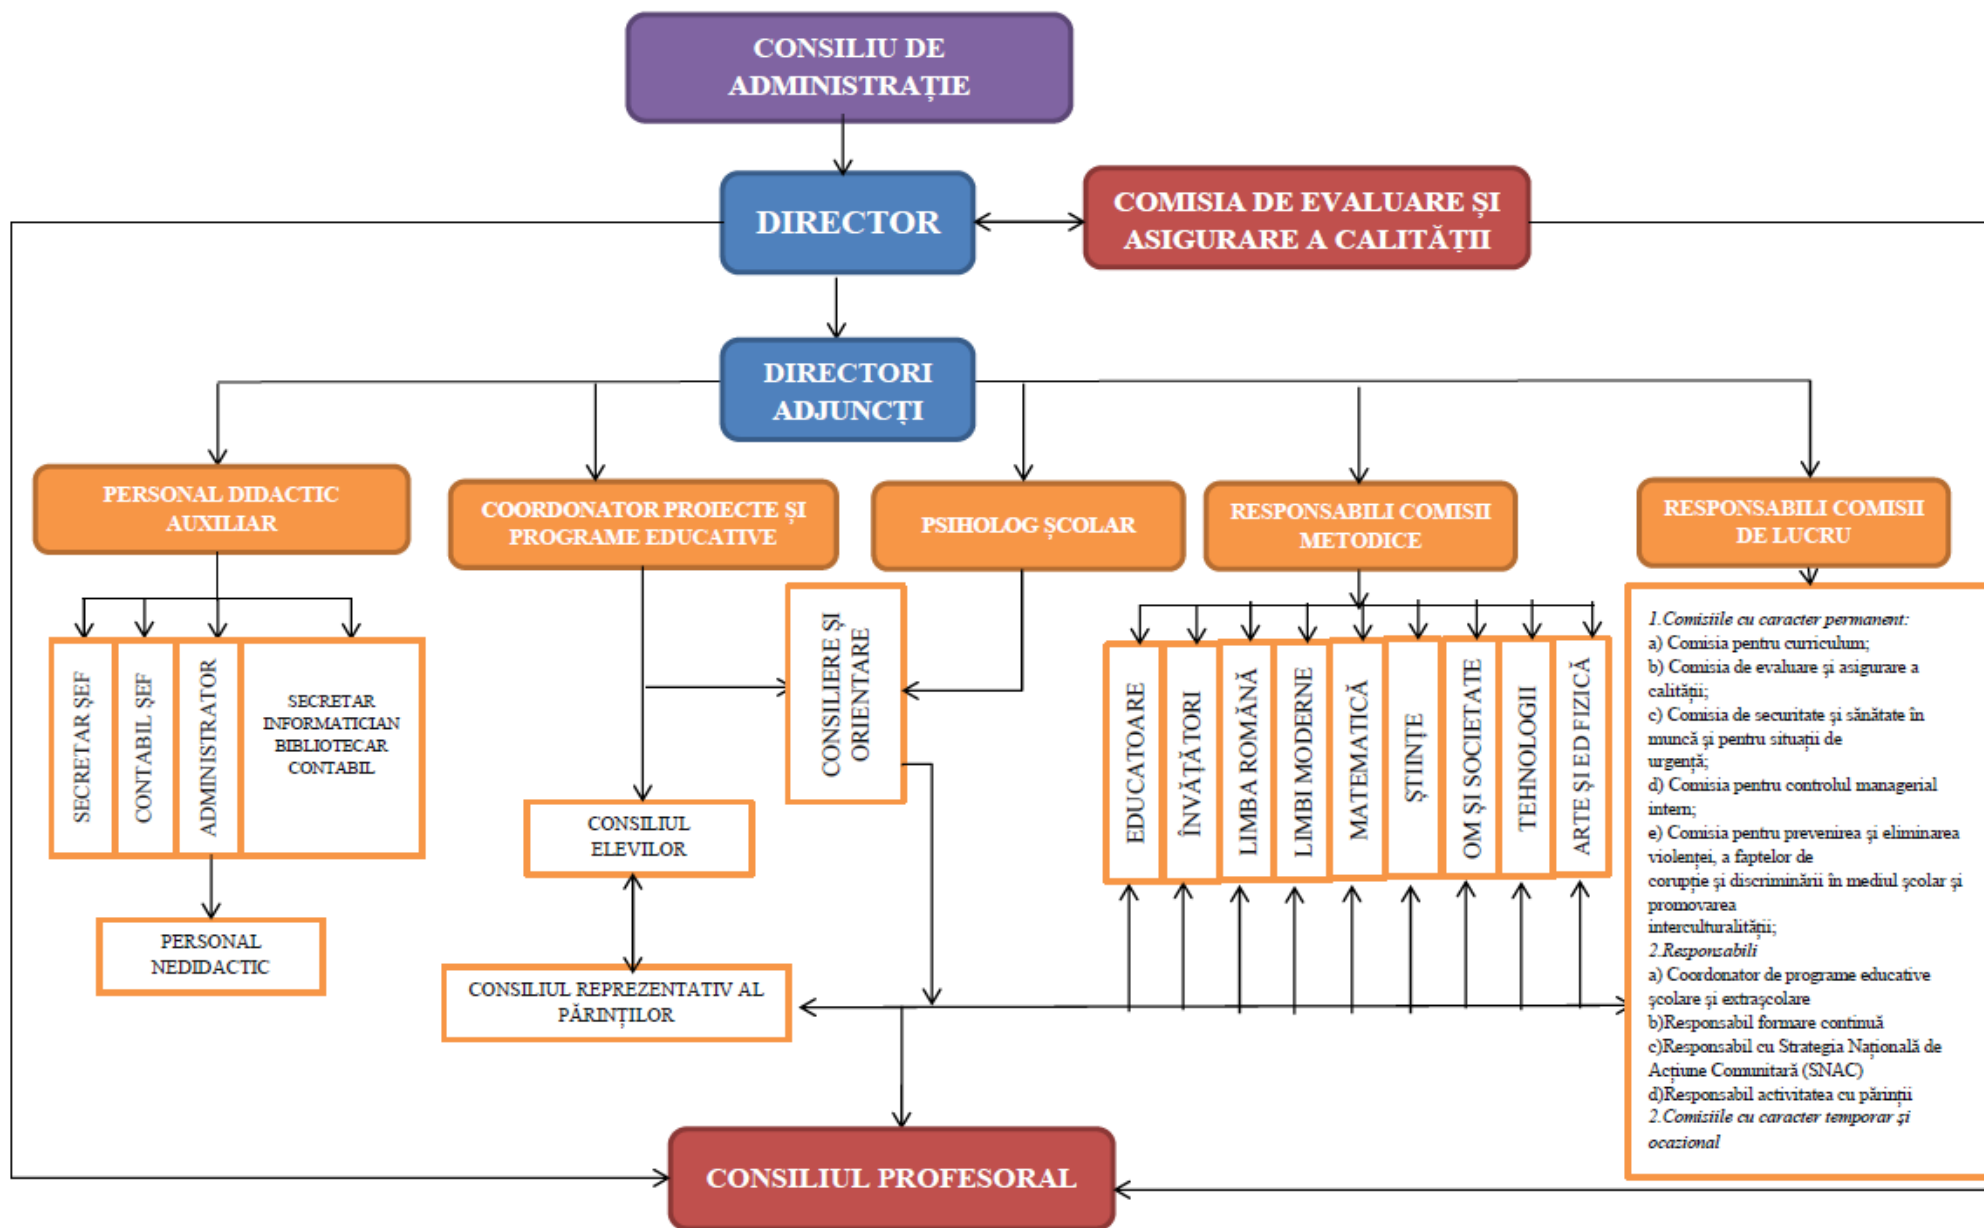 CONSILIU DE
ADMINISTRAȚIE
DIRECTOR
COMISIA DE EVALUARE ȘI
ASIGURARE A CALITĂȚII
DIRECTORI
ADJUNCȚI
PERSONAL DIDACTIC
AUXILIAR
COORDONATOR PROIECTE ȘI
PROGRAME EDUCATIVE
PSIHOLOG ȘCOLAR
RESPONSABILI COMISII
METODICE
RESPONSABILI COMISII
DE LUCRU
SECRETAR ȘEF
CONTABIL ȘEF
ADMINISTRATOR
SECRETAR
INFORMATICIAN
BIBLIOTECAR
CONTABIL
PERSONAL
NEDIDACTIC
CONSILIERE ȘI
ORIENTARE
CONSILIUL
ELEVILOR
CONSILIUL REPREZENTATIV AL
PĂRINȚILOR
EDUCATOARE
ÎNVĂȚĂTORI
LIMBA ROMĂNĂ
LIMBI MODERNE
MATEMATICĂ
ȘTIINȚE
OM ȘI SOCIETATE
TEHNOLOGII
ARTE ȘI ED FIZICĂ
1.Comisiile cu caracter permanent:
a) Comisia pentru curriculum;
b) Comisia de evaluare și asigurare a
calității;
c) Comisia de securitate și sănătate în
muncă și pentru situații de
urgență;
d) Comisia pentru controlul managerial
intern;
e) Comisia pentru prevenirea și eliminarea
violenței, a faptelor de
corupție și discriminării în mediul școlar și
promovarea
interculturalității;
2.Responsabili
a) Coordonator de programe educative
școlare și extrașcolare
b)Responsabil formare continuă
c)Responsabil cu Strategia Națională de
Acțiune Comunitară (SNAC)
d)Responsabil activitatea cu părinții
2.Comisiile cu caracter temporar și
ocazional
CONSILIUL PROFESORAL